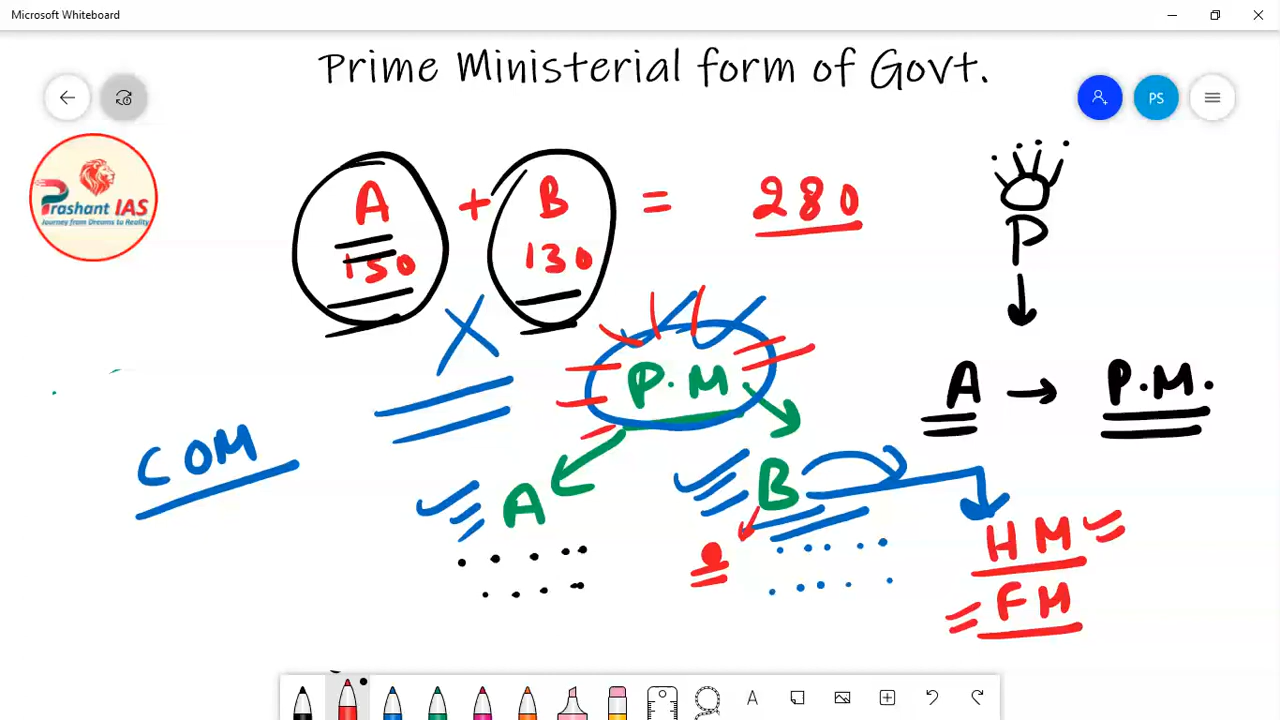 Microsoft Whiteboard
Prime Ministerial form of Govt.
PS
Prashant IAS
Journey from Dreams to Reality
A + B = 280
150 130
P
P.M
A → P.M.
COM
A
B
HM
FM
A